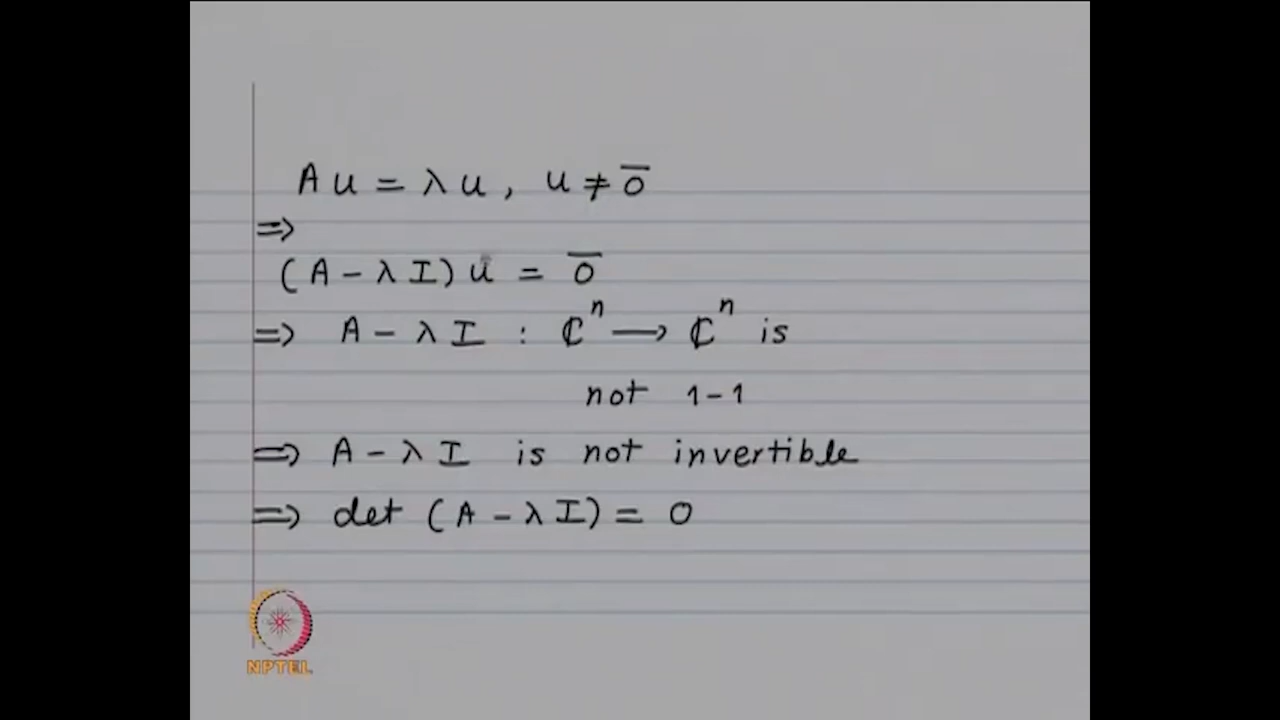 A u = λ u , u ≠ 0̅
⇒
( A - λ I ) u = 0̅
⇒ A - λ I : ℂⁿ ⟶ ℂⁿ is
not 1-1
⇒ A - λ I is not invertible
⇒ det ( A - λ I ) = 0
NPTEL